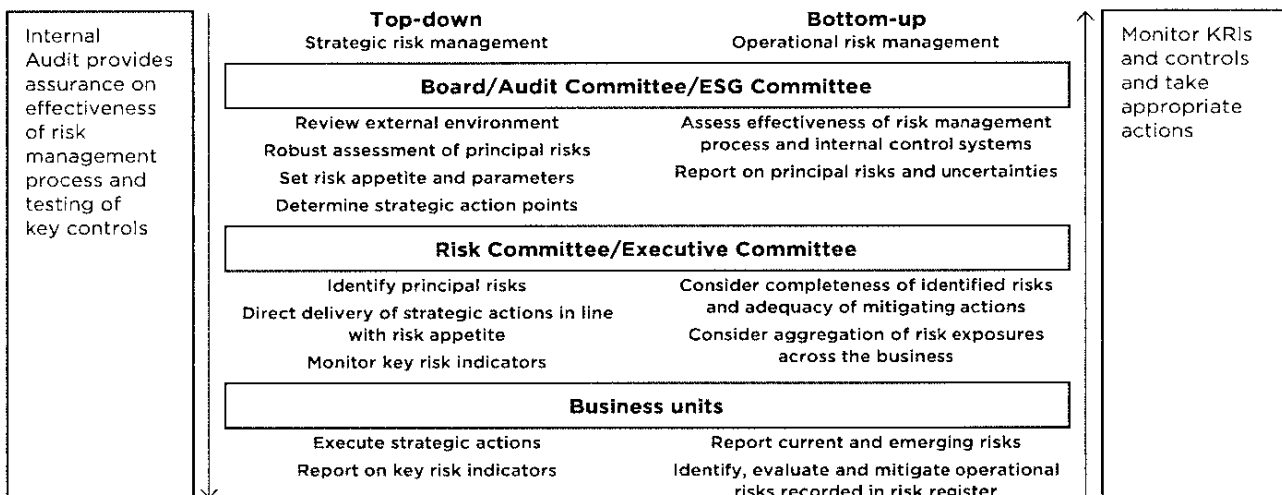 Internal
Audit provides
assurance on
effectiveness
of risk
management
process and
testing of
key controls
Top-down
Strategic risk management
Bottom-up
Operational risk management
Board/Audit Committee/ESG Committee
Review external environment
Robust assessment of principal risks
Set risk appetite and parameters
Determine strategic action points
Assess effectiveness of risk management
process and internal control systems
Report on principal risks and uncertainties
Risk Committee/Executive Committee
Identify principal risks
Direct delivery of strategic actions in line
with risk appetite
Monitor key risk indicators
Consider completeness of identified risks
and adequacy of mitigating actions
Consider aggregation of risk exposures
across the business
Business units
Execute strategic actions
Report on key risk indicators
Report current and emerging risks
Identify, evaluate and mitigate operational
risks recorded in risk register
Monitor KRIs
and controls
and take
appropriate
actions